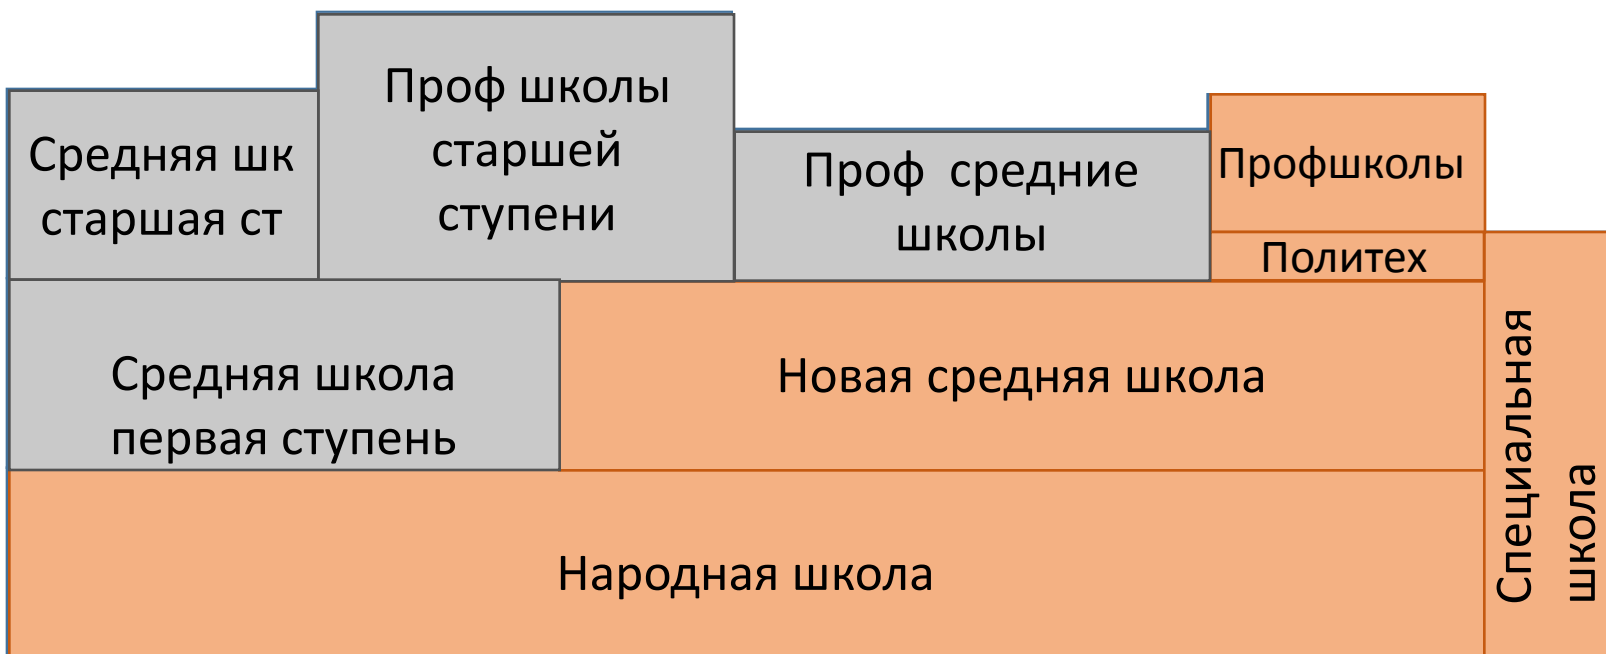 Средняя шк
старшая ст
Проф школы
старшей
ступени
Проф  средние
школы
Профшколы
Политех
Средняя школа
первая ступень
Новая средняя школа
Народная школа
Специальная
школа